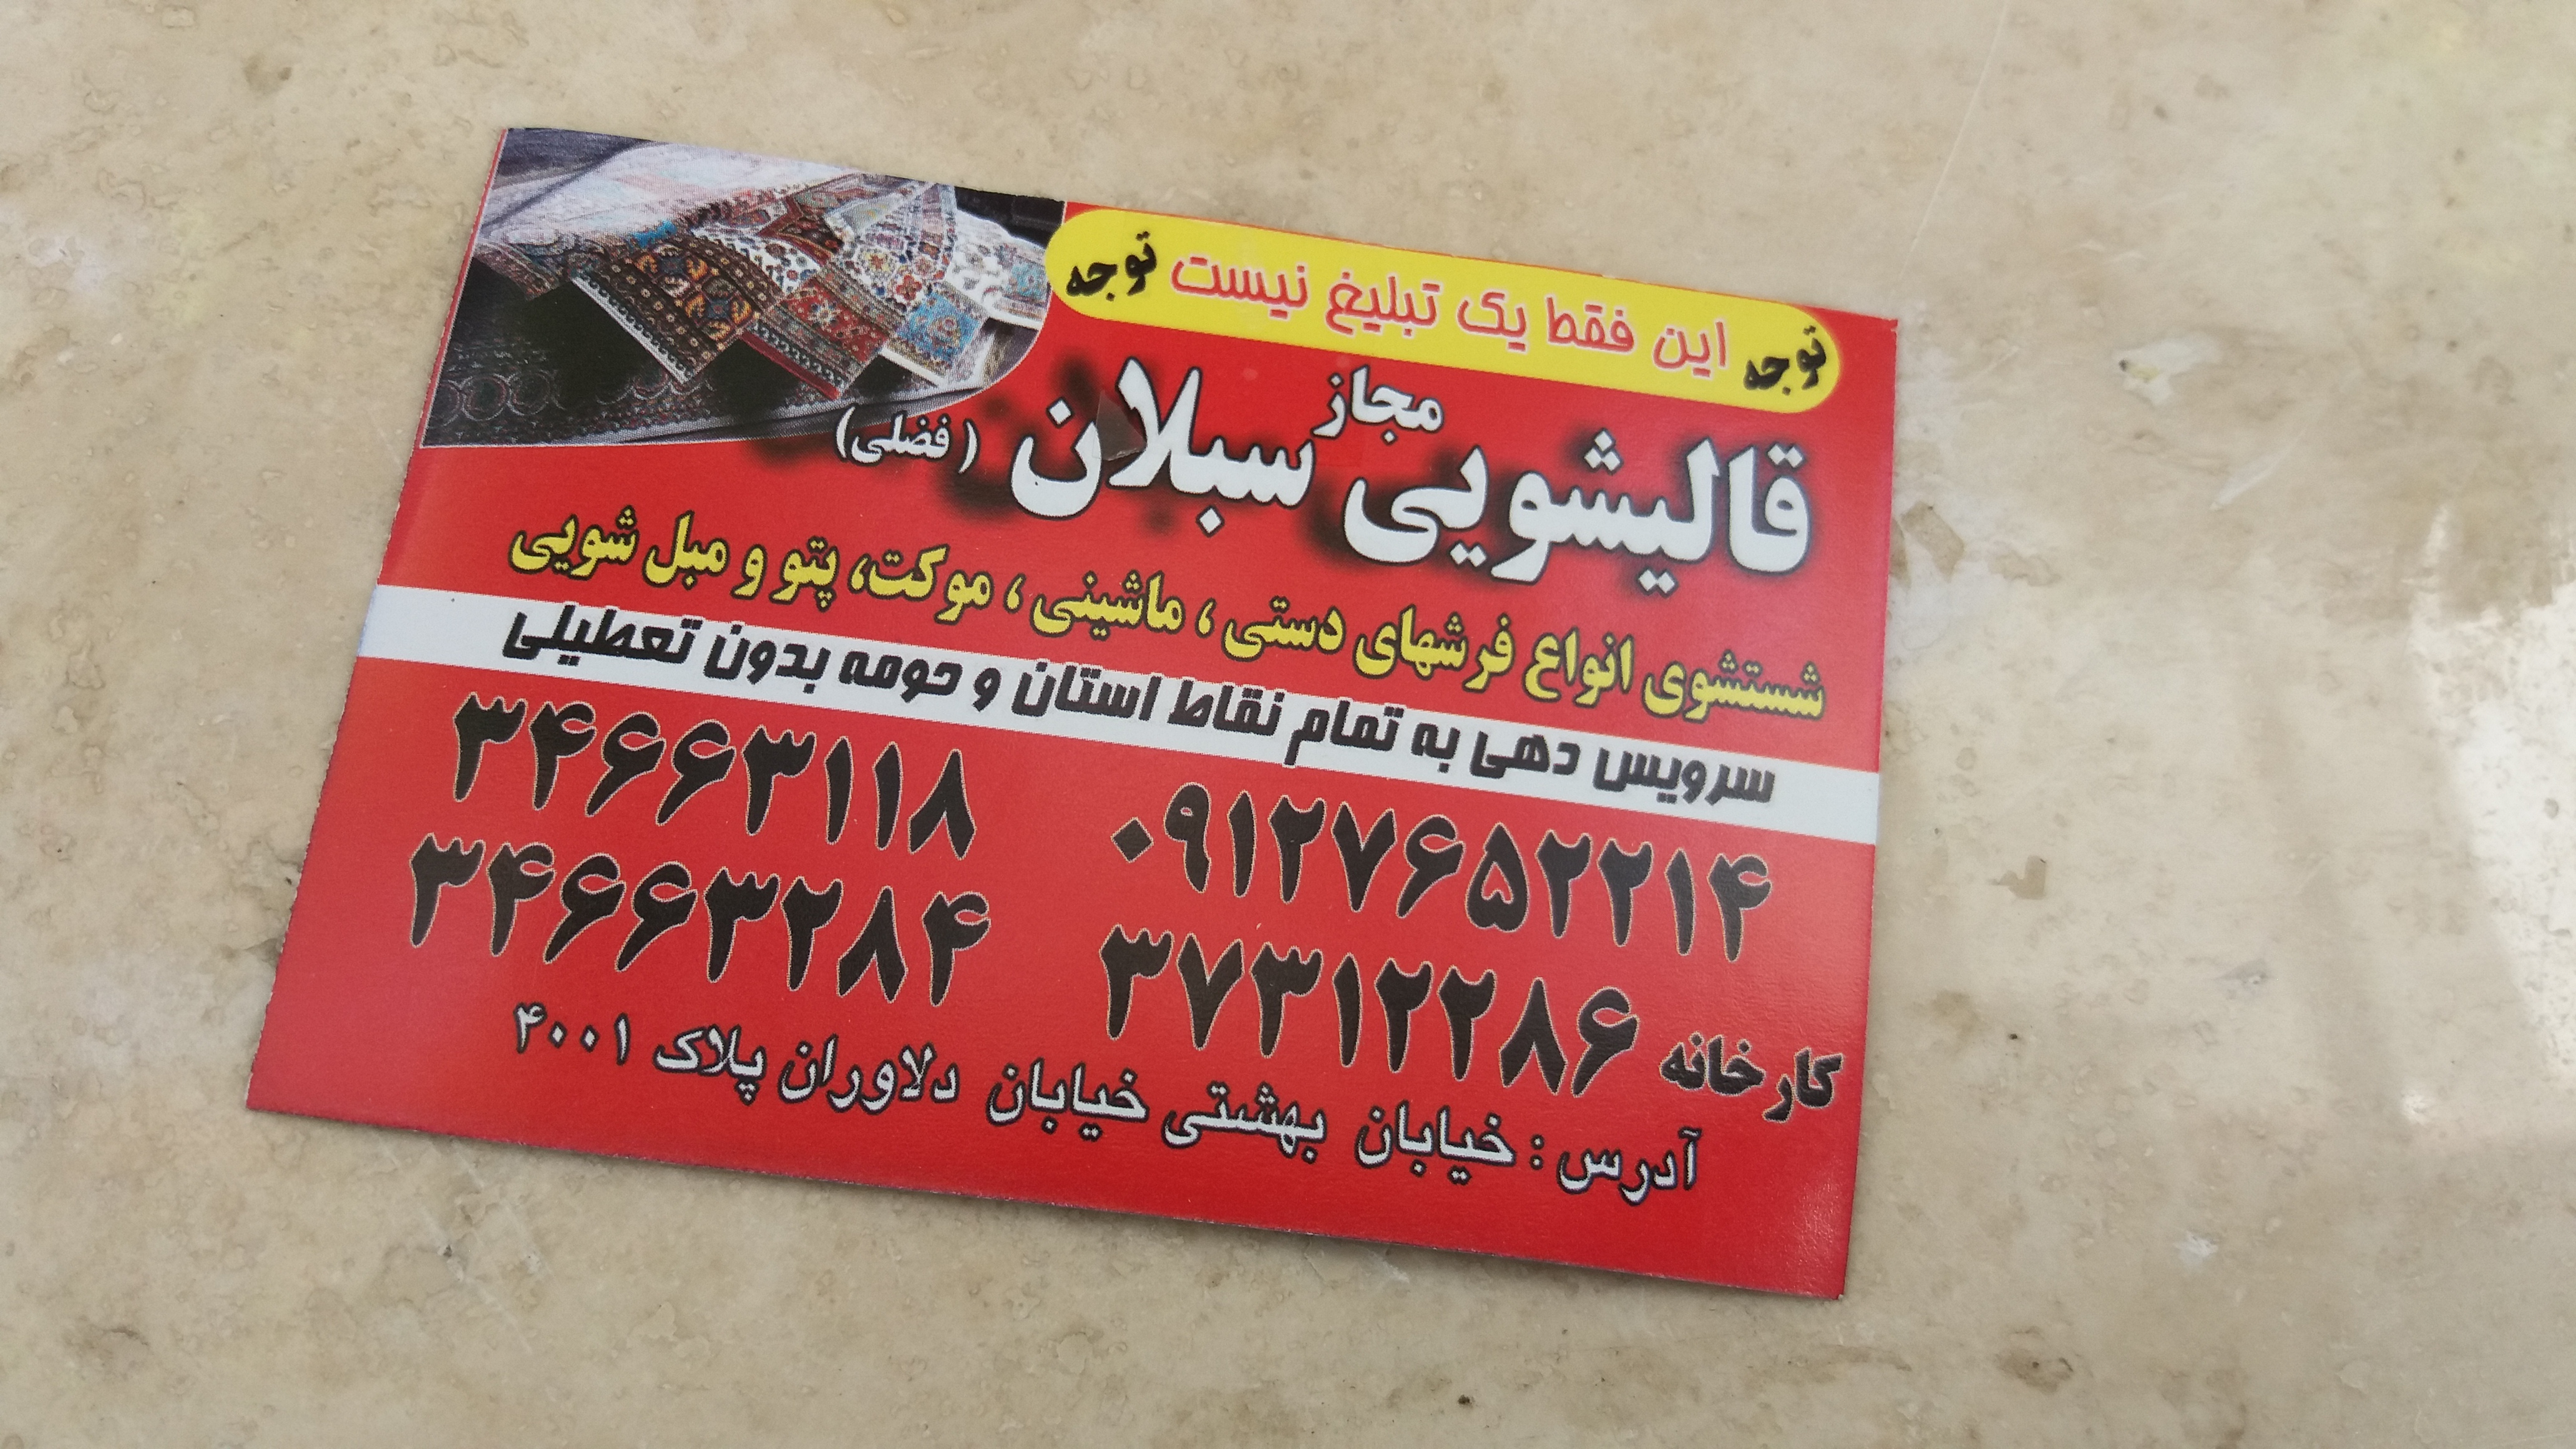 توجه این فقط یک تبلیغ نیست توجه
قالیشویی مجاز سبلان (فضلی)
شستشوی انواع فرشهای دستی ، ماشینی ، موکت، پتو و مبل شویی
سرویس دهی به تمام نقاط استان و حومه بدون تعطیلی
۰۹۱۲۷۶۵۲۲۱۴ ۳۴۶۶۳۱۱۸
کارخانه ۳۷۳۱۲۲۸۶ ۳۴۶۶۳۲۸۴
آدرس : خیابان بهشتی خیابان دلاوران پلاک ۴۰۰۱